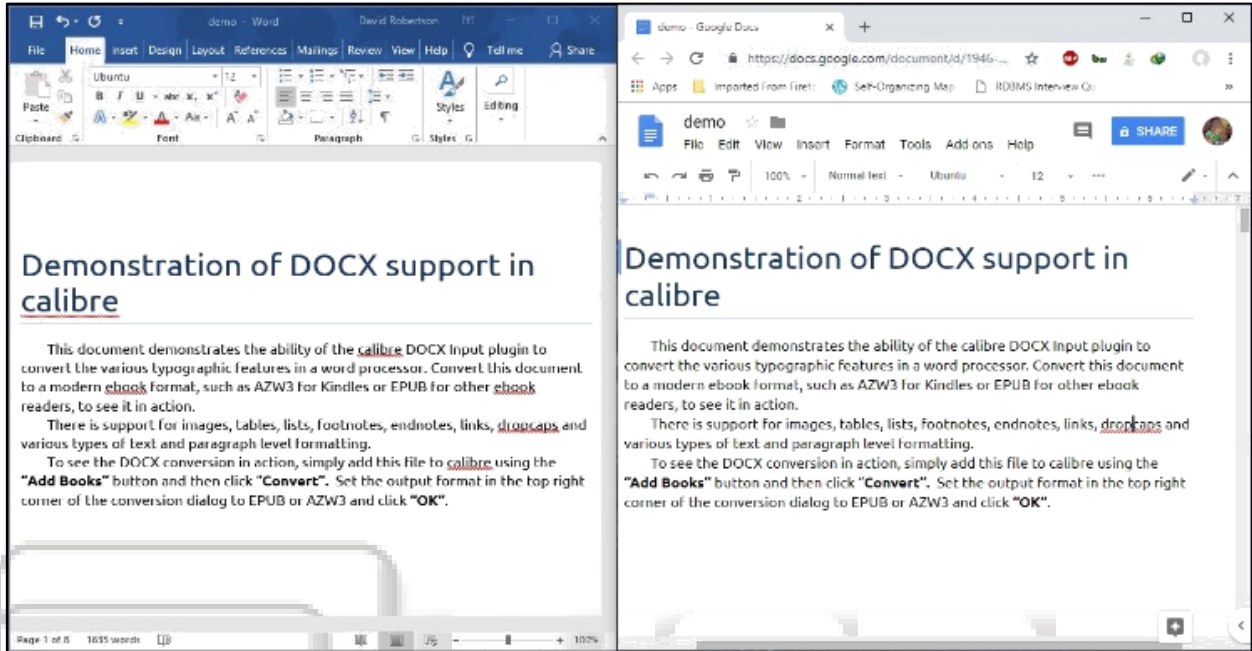 demo - Word
David Robertson
File Home Insert Design Layout References Mailings Review View Help Tell me Share
Ubuntu 12
Paste
B I U abc x, x²
Aa A A
Styles
Editing
Clipboard Font Paragraph Styles
Demonstration of DOCX support in
calibre
This document demonstrates the ability of the calibre DOCX Input plugin to
convert the various typographic features in a word processor. Convert this document
to a modern ebook format, such as AZW3 for Kindles or EPUB for other ebook
readers, to see it in action.
There is support for images, tables, lists, footnotes, endnotes, links, dropcaps and
various types of text and paragraph level formatting.
To see the DOCX conversion in action, simply add this file to calibre using the
“Add Books” button and then click “Convert”. Set the output format in the top right
corner of the conversion dialog to EPUB or AZW3 and click “OK”.
Page 1 of 8 1635 words
100%
demo - Google Docs
https://docs.google.com/document/d/1946-...
Apps Imported From Firef Self-Organizing Map RDBMS Interview Qu
demo
File Edit View Insert Format Tools Add-ons Help
SHARE
100% Normal text Ubuntu 12
Demonstration of DOCX support in
calibre
This document demonstrates the ability of the calibre DOCX Input plugin to
convert the various typographic features in a word processor. Convert this document
to a modern ebook format, such as AZW3 for Kindles or EPUB for other ebook
readers, to see it in action.
There is support for images, tables, lists, footnotes, endnotes, links, dropcaps and
various types of text and paragraph level formatting.
To see the DOCX conversion in action, simply add this file to calibre using the
“Add Books” button and then click “Convert”. Set the output format in the top right
corner of the conversion dialog to EPUB or AZW3 and click “OK”.